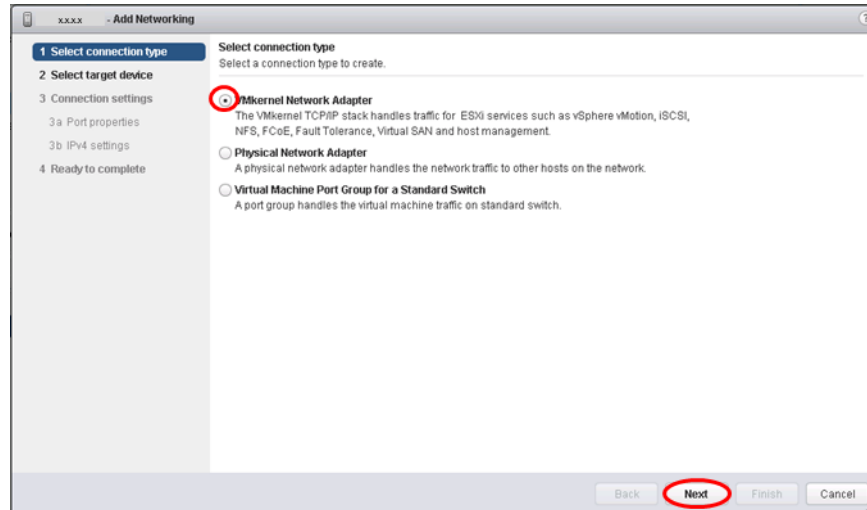 x.x.x.x - Add Networking
1 Select connection type
2 Select target device
3 Connection settings
3a Port properties
3b IPv4 settings
4 Ready to complete
Select connection type
Select a connection type to create.
VMkernel Network Adapter
The VMkernel TCP/IP stack handles traffic for ESXi services such as vSphere vMotion, iSCSI,
NFS, FCoE, Fault Tolerance, Virtual SAN and host management.
Physical Network Adapter
A physical network adapter handles the network traffic to other hosts on the network.
Virtual Machine Port Group for a Standard Switch
A port group handles the virtual machine traffic on standard switch.
Back Next Finish Cancel